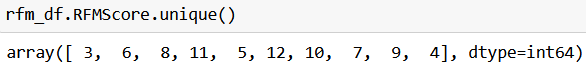 rfm_df.RFMScore.unique()
array([ 3,  6,  8, 11,  5, 12, 10,  7,  9,  4], dtype=int64)